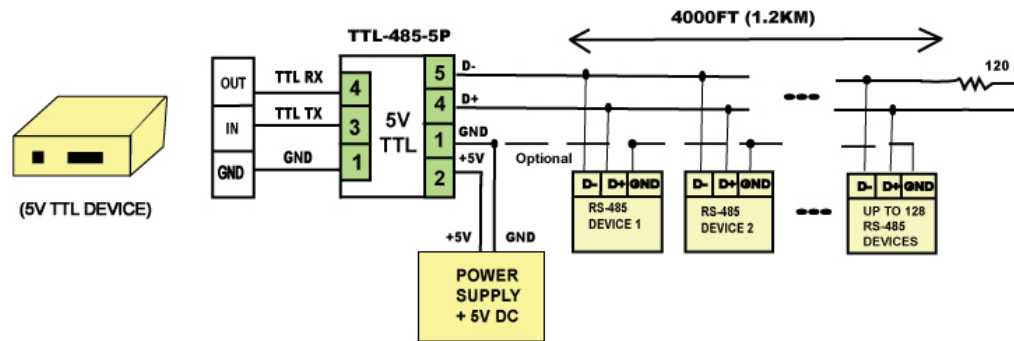 4000FT (1.2KM)
TTL-485-5P
120
OUT
TTL RX
4
5
D-
IN
TTL TX
3
5V
TTL
4
D+
GND
GND
1
1
GND
Optional
2
+5V
(5V TTL DEVICE)
D- D+ GND
RS-485
DEVICE 1
D- D+ GND
RS-485
DEVICE 2
D- D+ GND
UP TO 128
RS-485
DEVICES
+5V
GND
POWER
SUPPLY
+ 5V DC